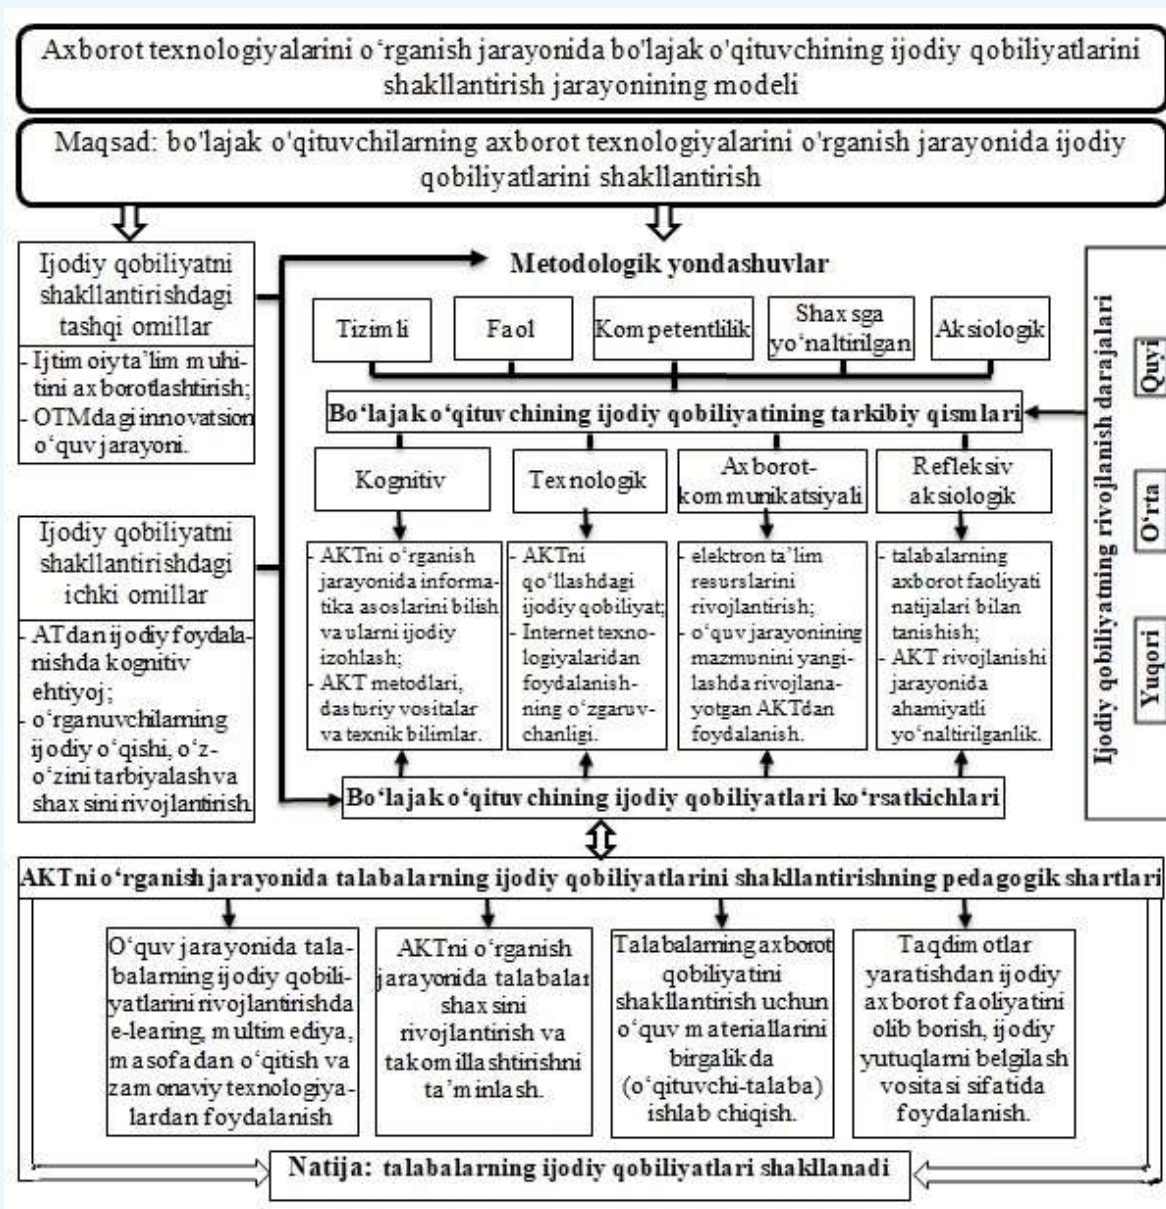 Axborot texnologiyalarini o‘rganish jarayonida bo'lajak o'qituvchining ijodiy qobiliyatlarini
shakllantirish jarayonining modeli
Maqsad: bo'lajak o'qituvchilarning axborot texnologiyalarini o'rganish jarayonida ijodiy
qobiliyatlarini shakllantirish
Ijodiy qobiliyatni
shakllantirishdagi
tashqi omillar
- Ijtimoiy ta’lim muhi-
tini axborotlashtirish;
- OTMdagi innovatsion
o‘quv jarayoni.
Ijodiy qobiliyatni
shakllantirishdagi
ichki omillar
- ATdan ijodiy foydala-
nishda kognitiv
ehtiyoj;
- o‘rganuvchilarning
ijodiy o‘qishi, o‘z-
o‘zini tarbiyalash va
shaxsini rivojlantirish.
Metodologik yondashuvlar
Tizimli
Faol
Kompetentlilik
Shaxsga
yo‘naltirilgan
Aksiologik
Bo‘lajak o‘qituvchining ijodiy qobiliyatining tarkibiy qismlari
Kognitiv
Texnologik
Axborot-
kommunikatsiyali
Refleksiv
aksiologik
- AKTni o‘rganish
jarayonida informa-
tika asoslarini bilish
va ularni ijodiy
izohlash;
- AKT metodlari,
dasturiy vositalar
va texnik bilimlar.
- AKTni
qo‘llashdagi
ijodiy qobiliyat;
- Internet texno-
logiyalaridan
foydalanish-
ning o‘zgaruv-
chanligi.
- elektron ta’lim
resurslarini
rivojlantirish;
- o‘quv jarayonining
mazmunini yangi-
lashda rivojlana-
yotgan AKTdan
foydalanish.
- talabalarning
axborot faoliyati
natijalari bilan
tanishish;
- AKT rivojlanishi
jarayonida
ahamiyatli
yo‘naltirilganlik.
Bo‘lajak o‘qituvchining ijodiy qobiliyatlari ko‘rsatkichlari
Ijodiy qobiliyatning rivojlanish darajalari
Quyi
O‘rta
Yuqori
AKTni o‘rganish jarayonida talabalarning ijodiy qobiliyatlarini shakllantirishning pedagogik shartlari
O‘quv jarayonida tala-
balarning ijodiy qobili-
yatlarini rivojlantirishda
e-learing, multimediya,
masofadan o‘qitish va
zamonaviy texnologiya-
lardan foydalanish
AKTni o‘rganish
jarayonida talabalar
shaxsini
rivojlantirish va
takomillashtirishni
ta’minlash.
Talabalarning axborot
qobiliyatini
shakllantirish uchun
o‘quv materiallarini
birgalikda
(o‘qituvchi-talaba)
ishlab chiqish.
Taqdimotlar
yaratishdan ijodiy
axborot faoliyatini
olib borish, ijodiy
yutuqlarni belgilash
vositasi sifatida
foydalanish.
Natija: talabalarning ijodiy qobiliyatlari shakllanadi